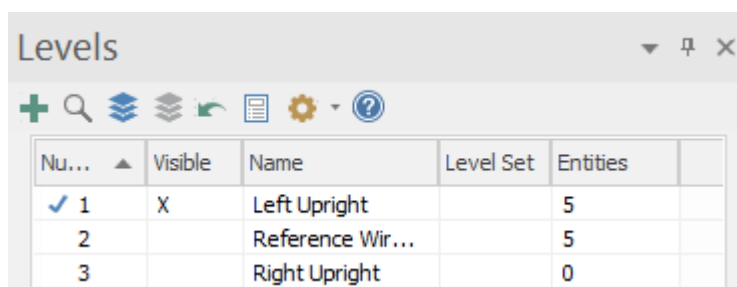 Levels
Nu... Visible Name Level Set Entities
1 X Left Upright 5
2 Reference Wir... 5
3 Right Upright 0